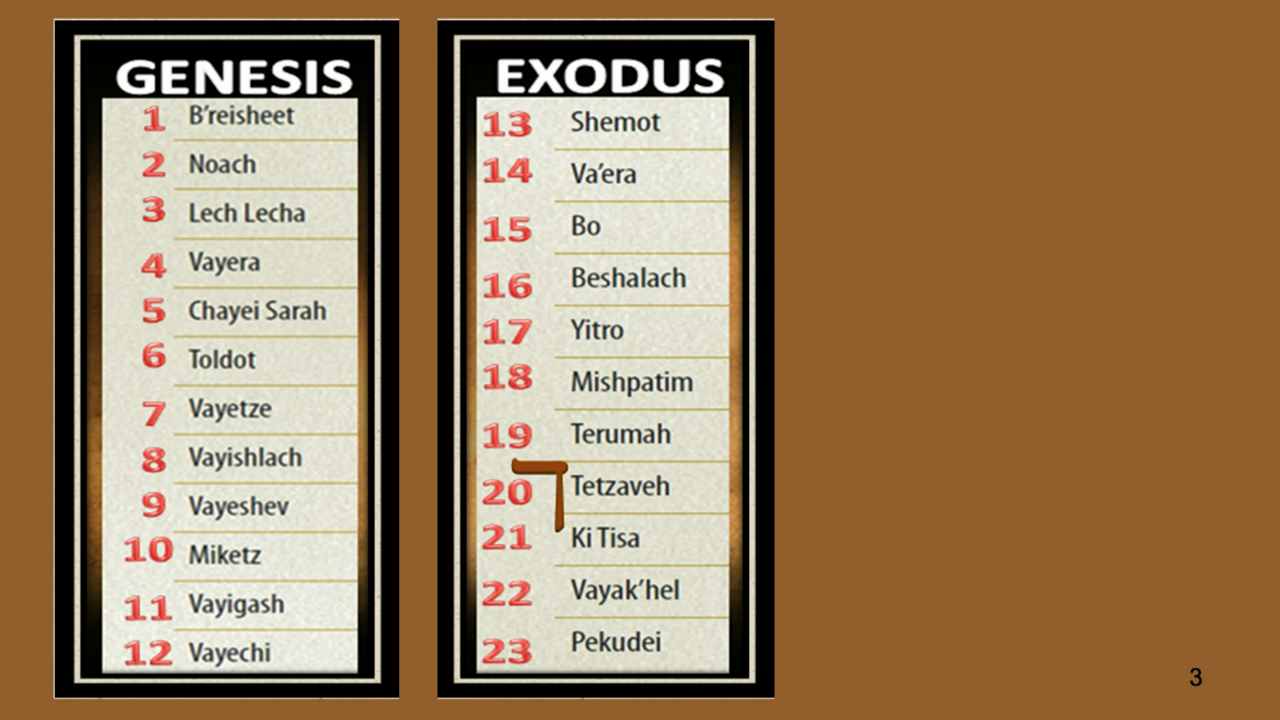 GENESIS
1 B’reisheet
2 Noach
3 Lech Lecha
4 Vayera
5 Chayei Sarah
6 Toldot
7 Vayetze
8 Vayishlach
9 Vayeshev
10 Miketz
11 Vayigash
12 Vayechi
EXODUS
13 Shemot
14 Va’era
15 Bo
16 Beshalach
17 Yitro
18 Mishpatim
19 Terumah
20 Tetzaveh
21 Ki Tisa
22 Vayak’hel
23 Pekudei
3